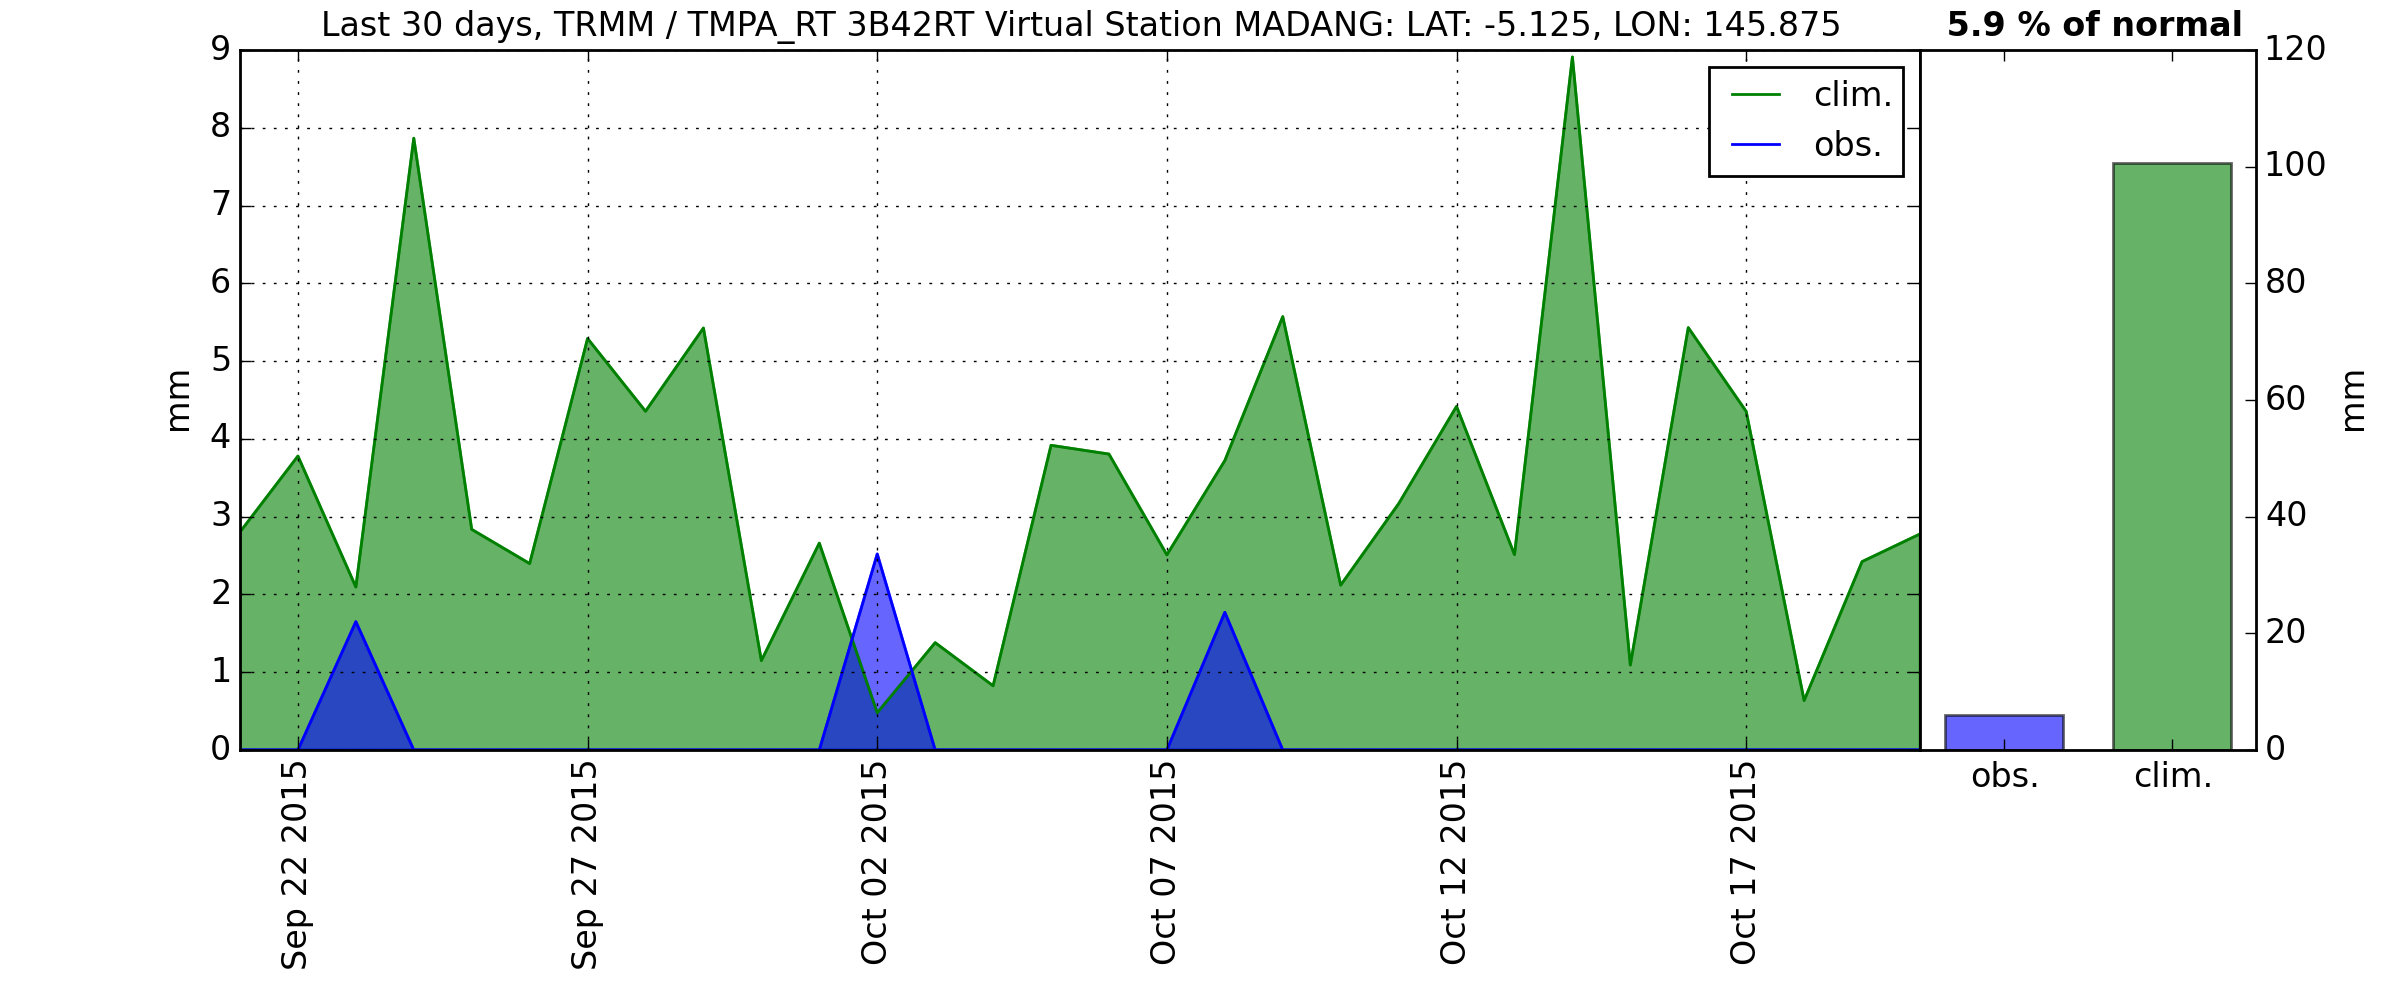 Last 30 days, TRMM / TMPA_RT 3B42RT Virtual Station MADANG: LAT: -5.125, LON: 145.875
5.9 % of normal
9
8
7
6
5
4
3
2
1
0
mm
clim.
obs.
Sep 22 2015
Sep 27 2015
Oct 02 2015
Oct 07 2015
Oct 12 2015
Oct 17 2015
120
100
80
60
40
20
0
mm
obs.
clim.